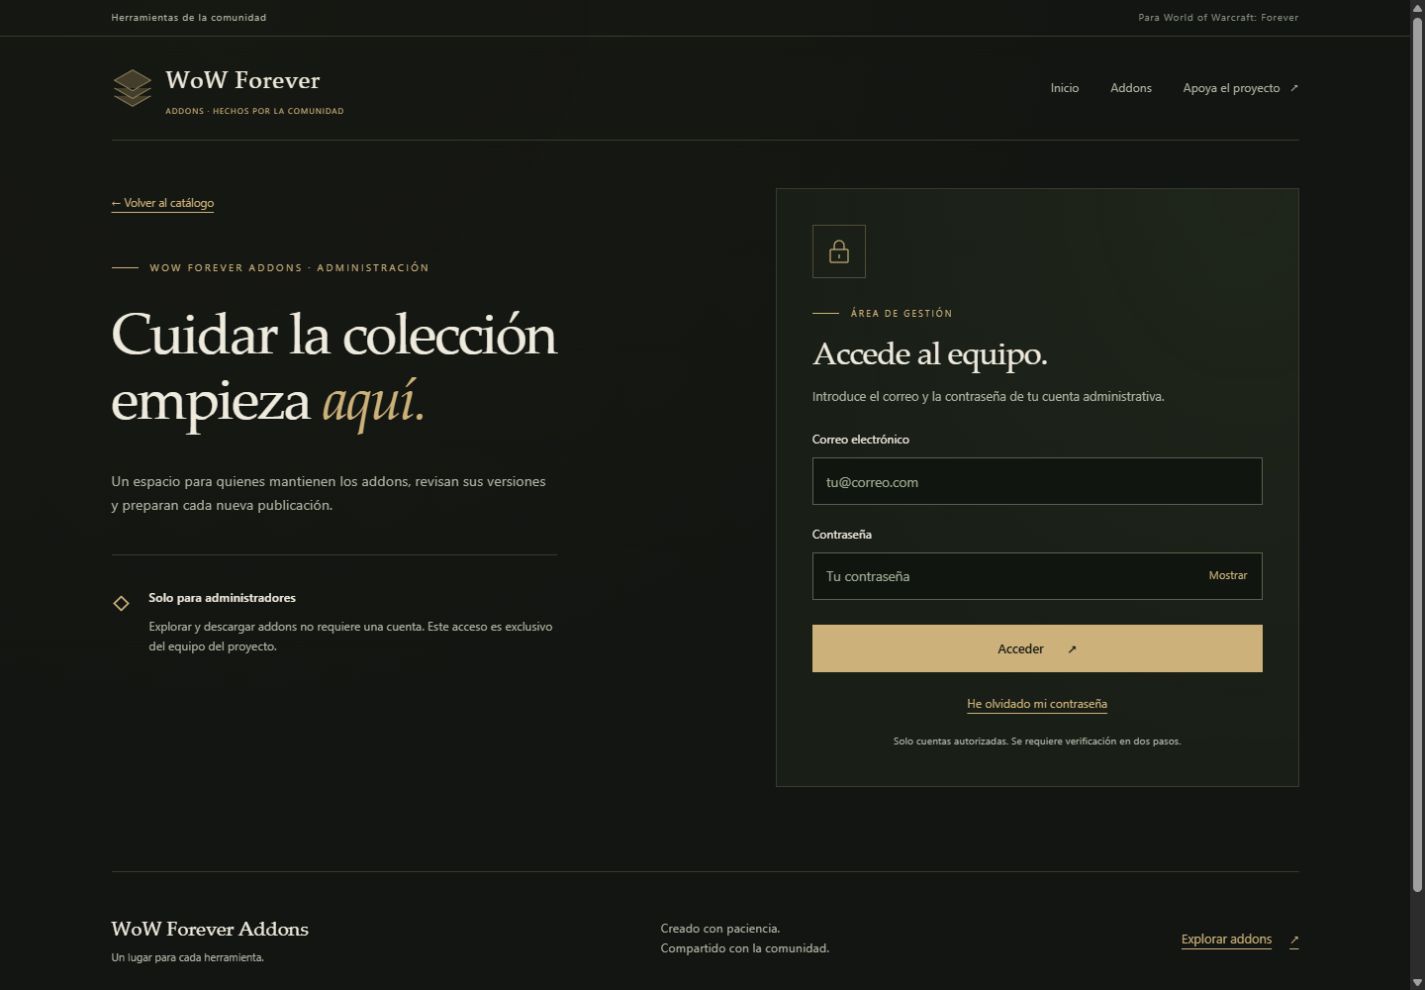 Herramientas de la comunidad
Para World of Warcraft: Forever
WoW Forever
ADDONS · HECHOS POR LA COMUNIDAD
Inicio
Addons
Apoya el proyecto ↗
← Volver al catálogo
WOW FOREVER ADDONS · ADMINISTRACIÓN
Cuidar la colección
empieza aquí.
Un espacio para quienes mantienen los addons, revisan sus versiones
y preparan cada nueva publicación.
Solo para administradores
Explorar y descargar addons no requiere una cuenta. Este acceso es exclusivo
del equipo del proyecto.
ÁREA DE GESTIÓN
Accede al equipo.
Introduce el correo y la contraseña de tu cuenta administrativa.
Correo electrónico
tu@correo.com
Contraseña
Tu contraseña
Mostrar
Acceder ↗
He olvidado mi contraseña
Solo cuentas autorizadas. Se requiere verificación en dos pasos.
WoW Forever Addons
Un lugar para cada herramienta.
Creado con paciencia.
Compartido con la comunidad.
Explorar addons ↗